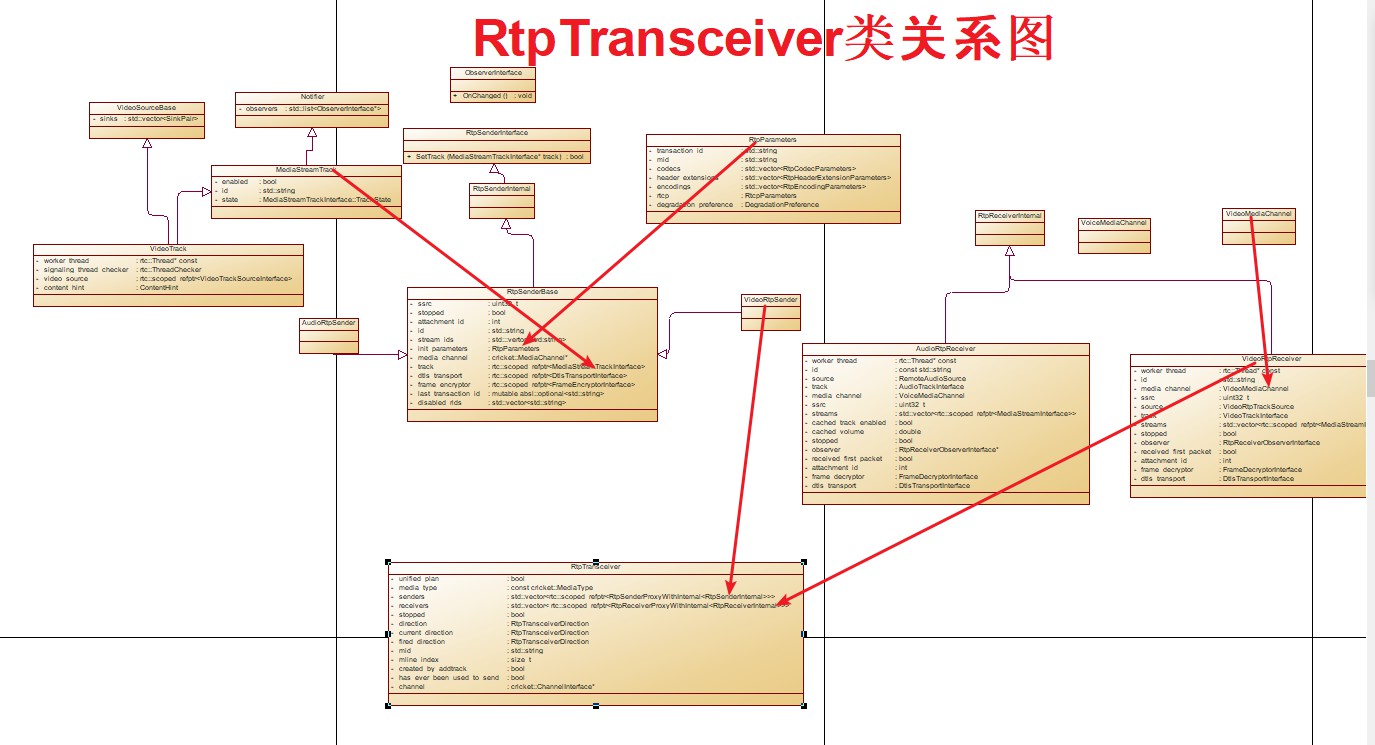 RtpTransceiver类关系图
ObserverInterface
+ OnChanged () : void
Notifier
- observers : std::list<ObserverInterface*>
VideoSourceBase
- sinks : std::vector<SinkPair>
RtpSenderInterface
+ SetTrack (MediaStreamTrackInterface* track) : bool
RtpParameters
- transaction id : std::string
- mid : std::string
- codecs : std::vector<RtpCodecParameters>
- header extensions : std::vector<RtpHeaderExtensionParameters>
- encodings : std::vector<RtpEncodingParameters>
- rtcp : RtcpParameters
- degradation preference : DegradationPreference
MediaStreamTrack
- enabled : bool
- id : std::string
- state : MediaStreamTrackInterface::TrackState
RtpSenderInternal
RtpReceiverInternal
VoiceMediaChannel
VideoMediaChannel
VideoTrack
- worker thread : rtc::Thread* const
- signaling thread checker : rtc::ThreadChecker
- video source : rtc::scoped refptr<VideoTrackSourceInterface>
- content hint : ContentHint
RtpSenderBase
- ssrc : uint32 t
- stopped : bool
- attachment id : int
- id : std::string
- stream ids : std::vector<std::string>
- init parameters : RtpParameters
- media channel : cricket::MediaChannel*
- track : rtc::scoped refptr<MediaStreamTrackInterface>
- dtls transport : rtc::scoped refptr<DtlsTransportInterface>
- frame encryptor : rtc::scoped refptr<FrameEncryptorInterface>
- last transaction id : mutable absl::optional<std::string>
- disabled rids : std::vector<std::string>
VideoRtpSender
AudioRtpSender
AudioRtpReceiver
- worker thread : rtc::Thread* const
- id : const std::string
- source : RemoteAudioSource
- track : AudioTrackInterface
- media channel : VoiceMediaChannel
- ssrc : uint32 t
- streams : std::vector<rtc::scoped refptr<MediaStreamInterface>>
- cached track enabled : bool
- cached volume : double
- stopped : bool
- observer : RtpReceiverObserverInterface*
- received first packet : bool
- attachment id : int
- frame decryptor : FrameDecryptorInterface
- dtls transport : DtlsTransportInterface
VideoRtpReceiver
- worker thread : rtc::Thread* const
- id : std::string
- media channel : VideoMediaChannel
- ssrc : uint32 t
- source : VideoRtpTrackSource
- track : VideoTrackInterface
- streams : std::vector<rtc::scoped refptr<MediaStreamI
- stopped : bool
- observer : RtpReceiverObserverInterface
- received first packet : bool
- attachment id : int
- frame decryptor : FrameDecryptorInterface
- dtls transport : DtlsTransportInterface
RtpTransceiver
- unified plan : bool
- media type : const cricket::MediaType
- senders : std::vector<rtc::scoped refptr<RtpSenderProxyWithInternal<RtpSenderInternal>>>
- receivers : std::vector< rtc::scoped refptr<RtpReceiverProxyWithInternal<RtpReceiverInternal>>>
- stopped : bool
- direction : RtpTransceiverDirection
- current direction : RtpTransceiverDirection
- fired direction : RtpTransceiverDirection
- mid : std::string
- mline index : size t
- created by addtrack : bool
- has ever been used to send : bool
- channel : cricket::ChannelInterface*